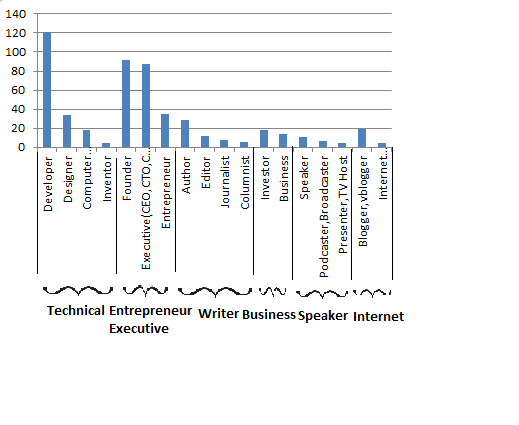 140
120
100
80
60
40
20
0
Developer
Designer
Computer...
Inventor
Founder
Executive(CEO,CTO,C...
Entrepreneur
Author
Editor
Journalist
Columnist
Investor
Business
Speaker
Podcaster,Broadcaster
Presenter,TV Host
Blogger,vblogger
Internet...
Technical Entrepreneur Writer Business Speaker Internet
Executive